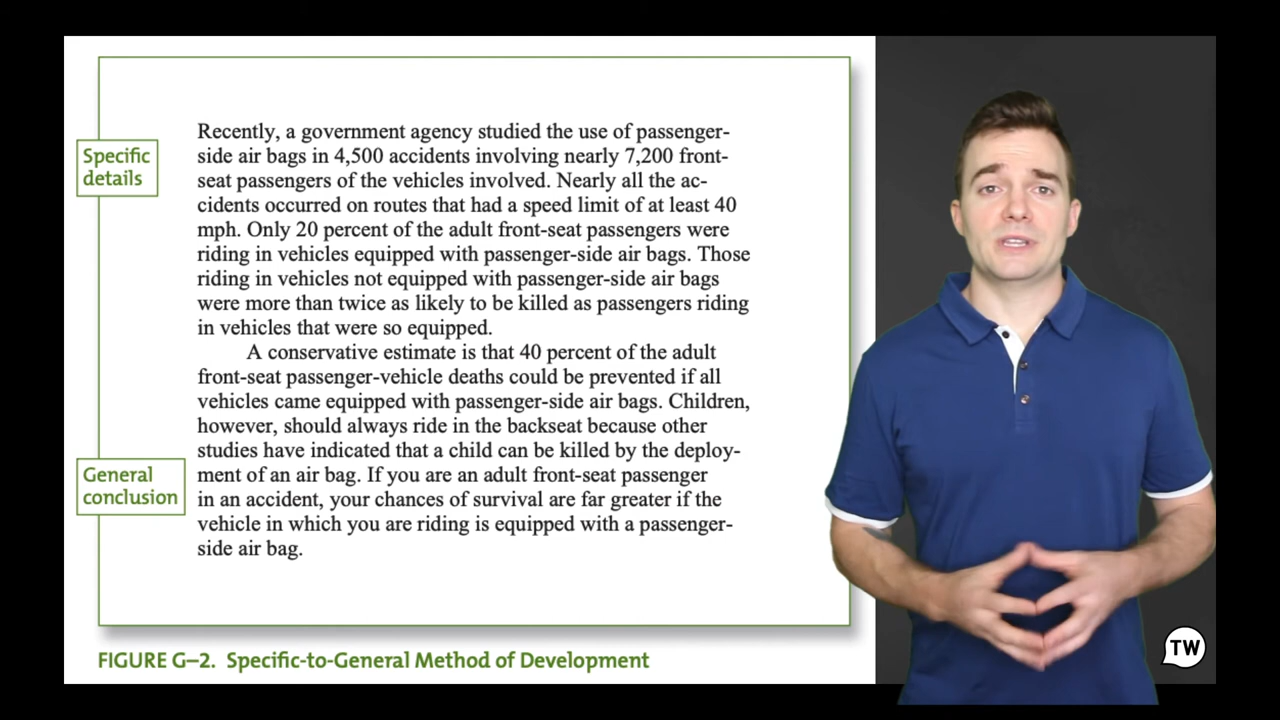 Specific
details
Recently, a government agency studied the use of passenger-
side air bags in 4,500 accidents involving nearly 7,200 front-
seat passengers of the vehicles involved. Nearly all the ac-
cidents occurred on routes that had a speed limit of at least 40
mph. Only 20 percent of the adult front-seat passengers were
riding in vehicles equipped with passenger-side air bags. Those
riding in vehicles not equipped with passenger-side air bags
were more than twice as likely to be killed as passengers riding
in vehicles that were so equipped.
A conservative estimate is that 40 percent of the adult
front-seat passenger-vehicle deaths could be prevented if all
vehicles came equipped with passenger-side air bags. Children,
however, should always ride in the backseat because other
studies have indicated that a child can be killed by the deploy-
General
conclusion
ment of an air bag. If you are an adult front-seat passenger
in an accident, your chances of survival are far greater if the
vehicle in which you are riding is equipped with a passenger-
side air bag.
FIGURE G–2. Specific-to-General Method of Development
TW